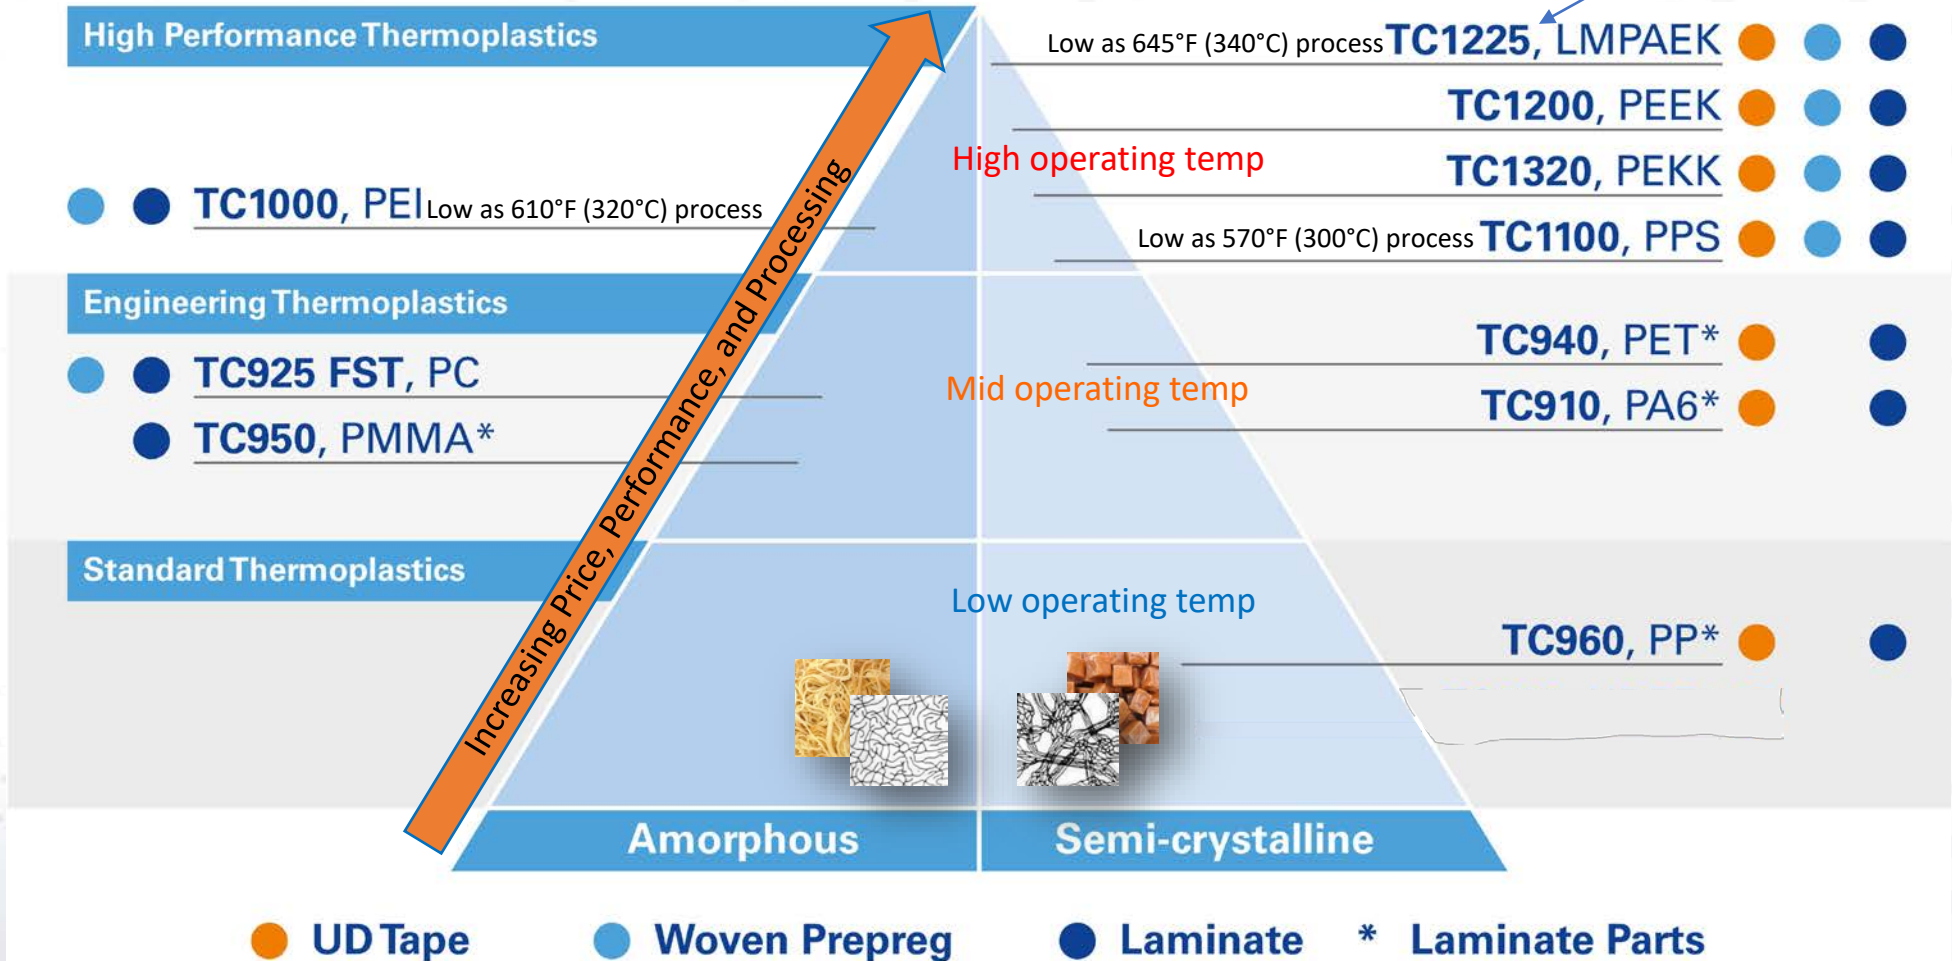 High Performance Thermoplastics
Low as 645°F (340°C) process TC1225, LMPAEK
TC1200, PEEK
High operating temp
TC1320, PEKK
TC1000, PEI Low as 610°F (320°C) process
Low as 570°F (300°C) process TC1100, PPS
Increasing Price, Performance, and Processing
Engineering Thermoplastics
TC940, PET*
TC925 FST, PC
Mid operating temp
TC910, PA6*
TC950, PMMA*
Standard Thermoplastics
Low operating temp
TC960, PP*
Amorphous
Semi-crystalline
UD Tape
Woven Prepreg
Laminate
* Laminate Parts